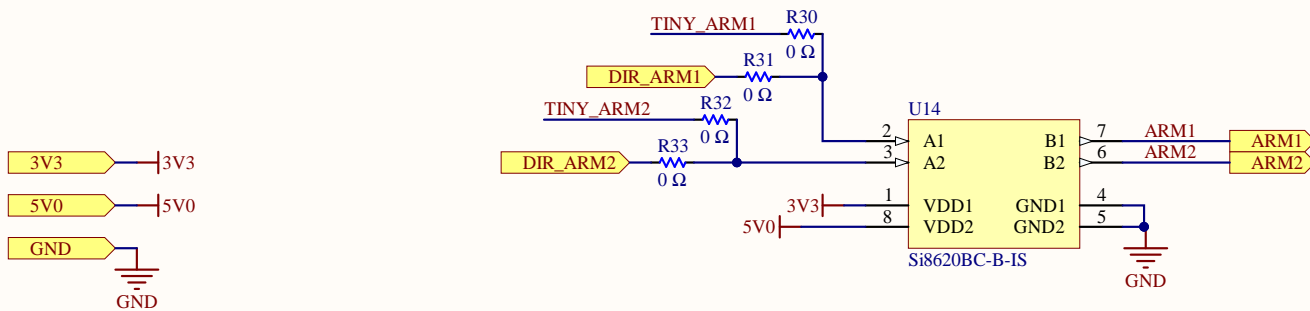 TINY_ARM1
R30
0 Ω
DIR_ARM1
R31
0 Ω
TINY_ARM2
R32
0 Ω
DIR_ARM2
R33
0 Ω
3V3
3V3
5V0
5V0
GND
GND
U14
2 A1 B1 7 ARM1 ARM1
3 A2 B2 6 ARM2 ARM2
3V3 1 VDD1 GND1 4
5V0 8 VDD2 GND2 5
Si8620BC-B-IS
GND